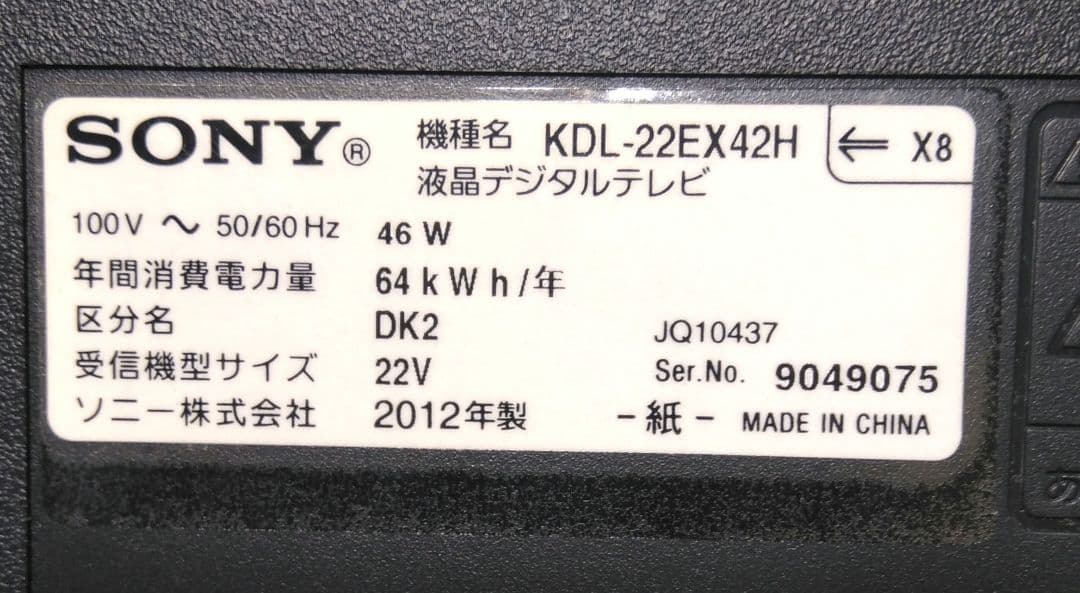 SONY® 機種名 KDL-22EX42H ⇐ X8
液晶デジタルテレビ
100V ～ 50/60Hz 46 W
年間消費電力量 64 k W h /年
区分名 DK2 JQ10437
受信機型サイズ 22V Ser.No. 9049075
ソニー株式会社 2012年製 -紙- MADE IN CHINA
の